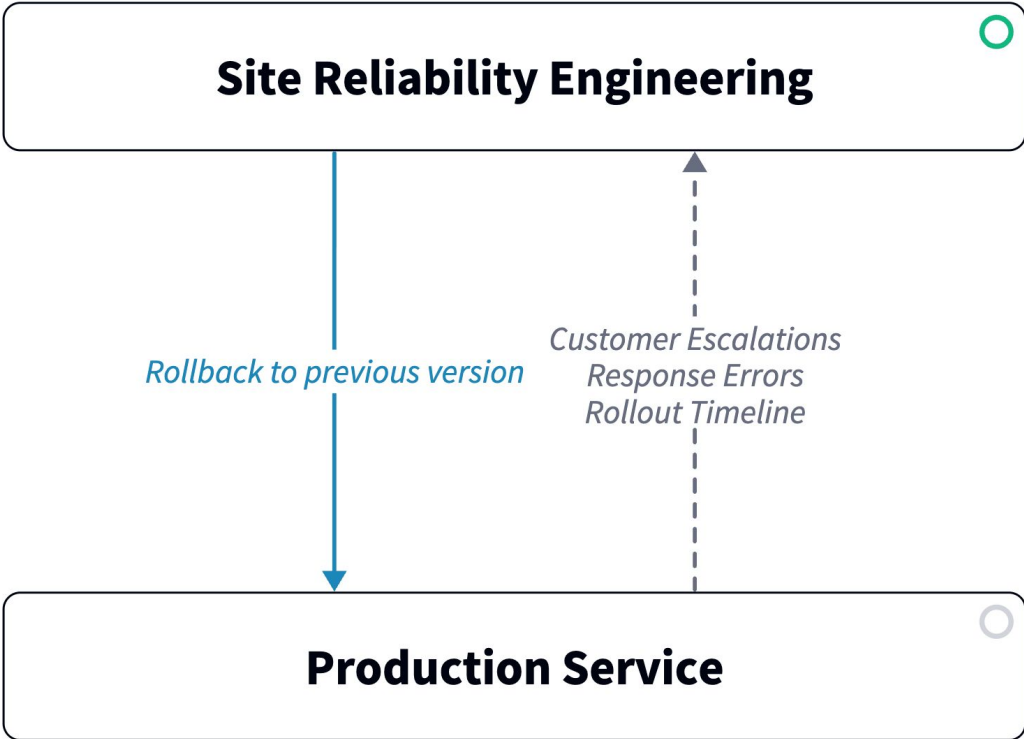 Site Reliability Engineering
Rollback to previous version
Customer Escalations
Response Errors
Rollout Timeline
Production Service